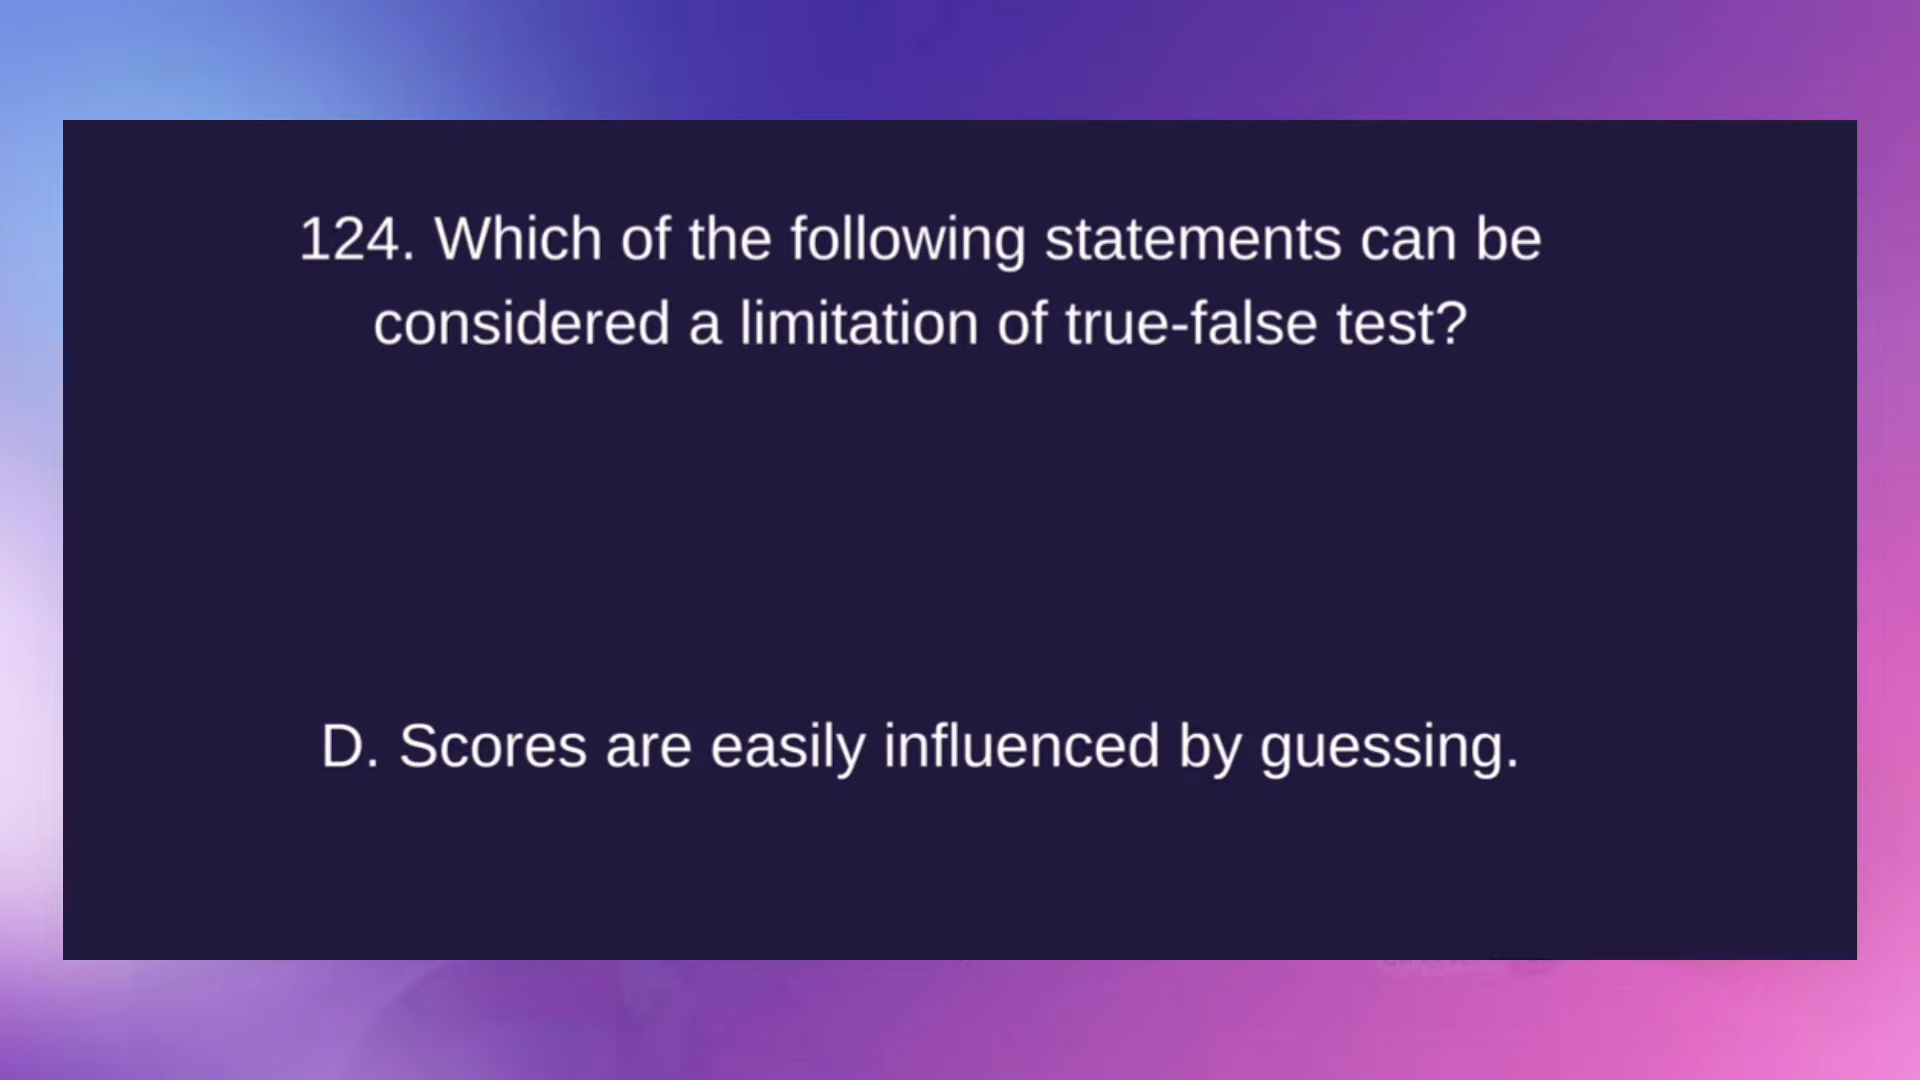 124. Which of the following statements can be
considered a limitation of true-false test?
D. Scores are easily influenced by guessing.